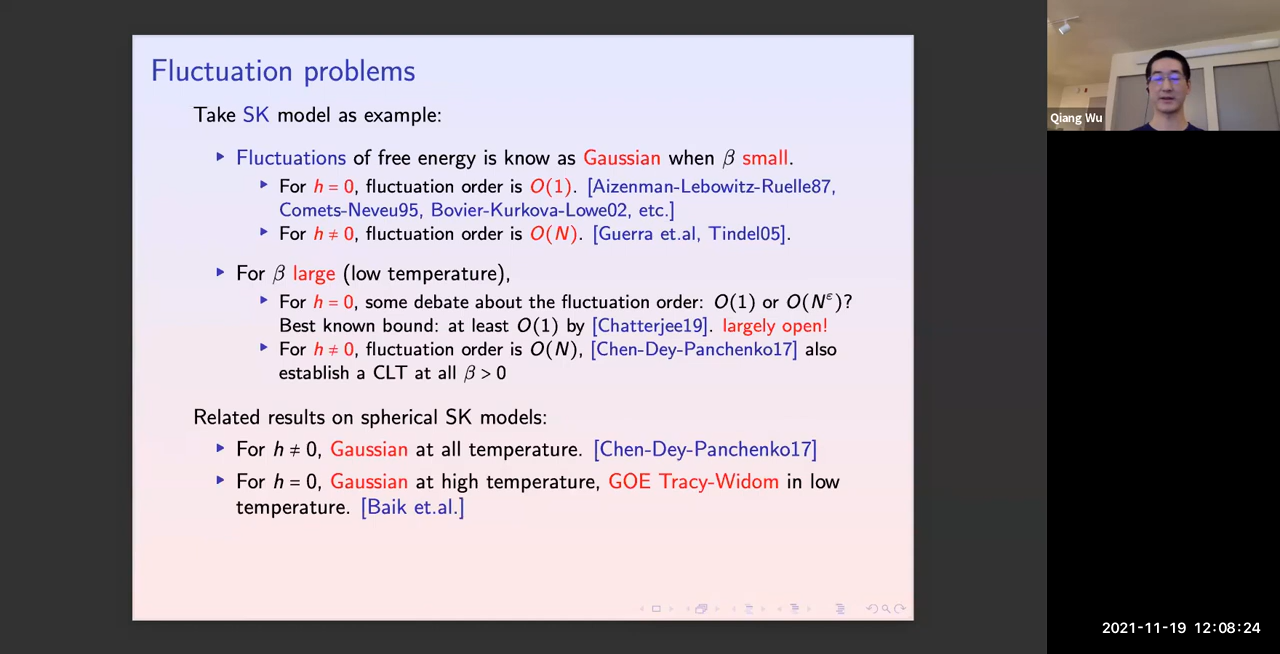 Fluctuation problems
Take SK model as example:
Fluctuations of free energy is know as Gaussian when β small.
For h = 0, fluctuation order is O(1). [Aizenman-Lebowitz-Ruelle87,
Comets-Neveu95, Bovier-Kurkova-Lowe02, etc.]
For h ≠ 0, fluctuation order is O(N). [Guerra et.al, Tindel05].
For β large (low temperature),
For h = 0, some debate about the fluctuation order: O(1) or O(Nᵋ)?
Best known bound: at least O(1) by [Chatterjee19]. largely open!
For h ≠ 0, fluctuation order is O(N), [Chen-Dey-Panchenko17] also
establish a CLT at all β > 0
Related results on spherical SK models:
For h ≠ 0, Gaussian at all temperature. [Chen-Dey-Panchenko17]
For h = 0, Gaussian at high temperature, GOE Tracy-Widom in low
temperature. [Baik et.al.]
Qiang Wu
2021-11-19 12:08:24